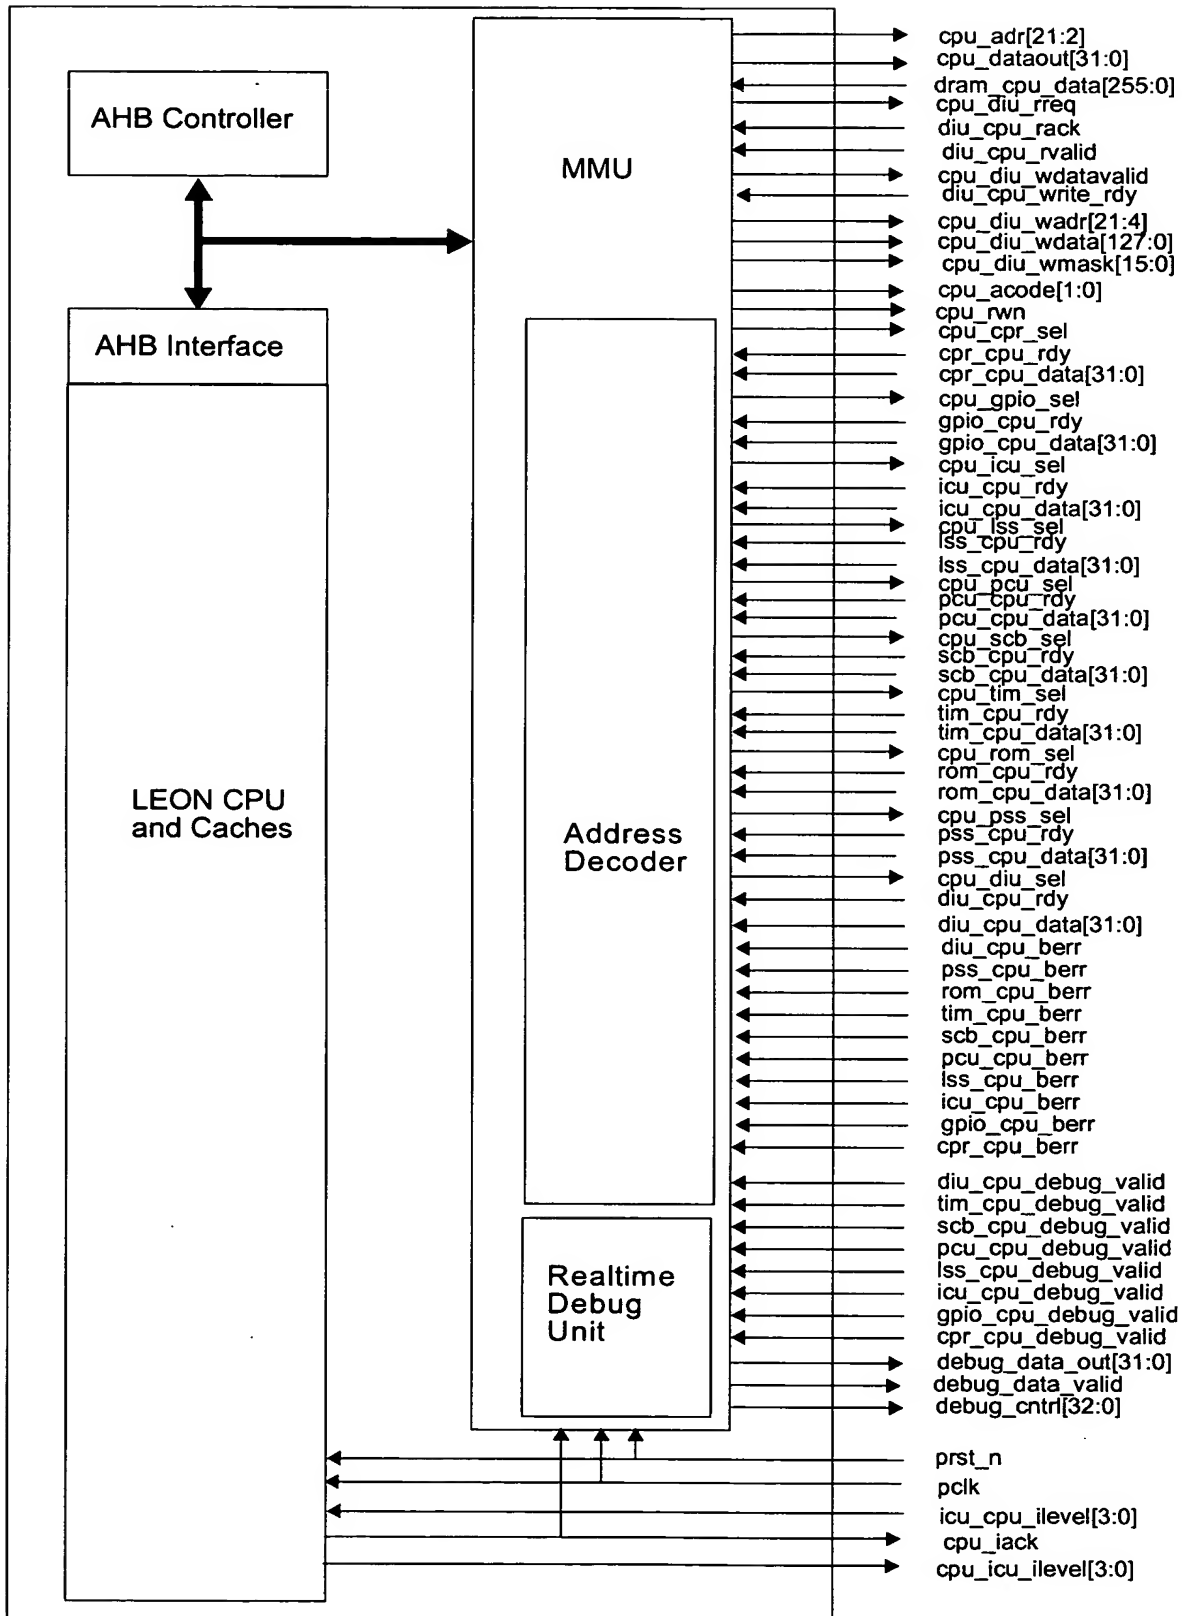 AHB Controller
AHB Interface
LEON CPU
and Caches
MMU
Address
Decoder
Realtime
Debug
Unit
cpu_adr[21:2]
cpu_dataout[31:0]
dram_cpu_data[255:0]
cpu_diu_rreq
diu_cpu_rack
diu_cpu_rvalid
cpu_diu_wdatavalid
diu_cpu_write_rdy
cpu_diu_wadr[21:4]
cpu_diu_wdata[127:0]
cpu_diu_wmask[15:0]
cpu_acode[1:0]
cpu_rwn
cpu_cpr_sel
cpr_cpu_rdy
cpr_cpu_data[31:0]
cpu_gpio_sel
gpio_cpu_rdy
gpio_cpu_data[31:0]
cpu_icu_sel
icu_cpu_rdy
icu_cpu_data[31:0]
cpu_lss_sel
lss_cpu_rdy
lss_cpu_data[31:0]
cpu_pcu_sel
pcu_cpu_rdy
pcu_cpu_data[31:0]
cpu_scb_sel
scb_cpu_rdy
scb_cpu_data[31:0]
cpu_tim_sel
tim_cpu_rdy
tim_cpu_data[31:0]
cpu_rom_sel
rom_cpu_rdy
rom_cpu_data[31:0]
cpu_pss_sel
pss_cpu_rdy
pss_cpu_data[31:0]
cpu_diu_sel
diu_cpu_rdy
diu_cpu_data[31:0]
diu_cpu_berr
pss_cpu_berr
rom_cpu_berr
tim_cpu_berr
scb_cpu_berr
pcu_cpu_berr
lss_cpu_berr
icu_cpu_berr
gpio_cpu_berr
cpr_cpu_berr
diu_cpu_debug_valid
tim_cpu_debug_valid
scb_cpu_debug_valid
pcu_cpu_debug_valid
lss_cpu_debug_valid
icu_cpu_debug_valid
gpio_cpu_debug_valid
cpr_cpu_debug_valid
debug_data_out[31:0]
debug_data_valid
debug_cntrl[32:0]
prst_n
pclk
icu_cpu_ilevel[3:0]
cpu_iack
cpu_icu_ilevel[3:0]